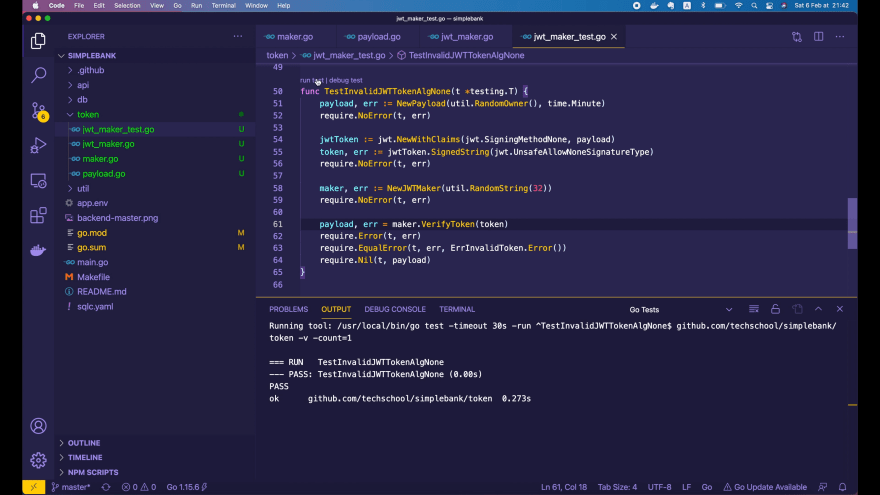 Code File Edit Selection View Go Run Terminal Window Help
Sat 6 Feb at 21:42
jwt_maker_test.go — simplebank
EXPLORER
SIMPLEBANK
.github
api
db
token
jwt_maker_test.go U
jwt_maker.go U
maker.go U
payload.go U
util
app.env
backend-master.png
go.mod M
go.sum M
main.go
Makefile
README.md
sqlc.yaml
OUTLINE
TIMELINE
NPM SCRIPTS
maker.go payload.go jwt_maker.go jwt_maker_test.go
token > jwt_maker_test.go > TestInvalidJWTTokenAlgNone
49
run test | debug test
50 func TestInvalidJWTTokenAlgNone(t *testing.T) {
51 payload, err := NewPayload(util.RandomOwner(), time.Minute)
52 require.NoError(t, err)
53
54 jwtToken := jwt.NewWithClaims(jwt.SigningMethodNone, payload)
55 token, err := jwtToken.SignedString(jwt.UnsafeAllowNoneSignatureType)
56 require.NoError(t, err)
57
58 maker, err := NewJWTMaker(util.RandomString(32))
59 require.NoError(t, err)
60
61 payload, err = maker.VerifyToken(token)
62 require.Error(t, err)
63 require.EqualError(t, err, ErrInvalidToken.Error())
64 require.Nil(t, payload)
65 }
66
PROBLEMS OUTPUT DEBUG CONSOLE TERMINAL Go Tests
Running tool: /usr/local/bin/go test -timeout 30s -run ^TestInvalidJWTTokenAlgNone$ github.com/techschool/simplebank/
token -v -count=1
=== RUN TestInvalidJWTTokenAlgNone
--- PASS: TestInvalidJWTTokenAlgNone (0.00s)
PASS
ok github.com/techschool/simplebank/token 0.273s
master* 0 0 Go 1.15.6 Ln 61, Col 18 Tab Size: 4 UTF-8 LF Go Go Update Available